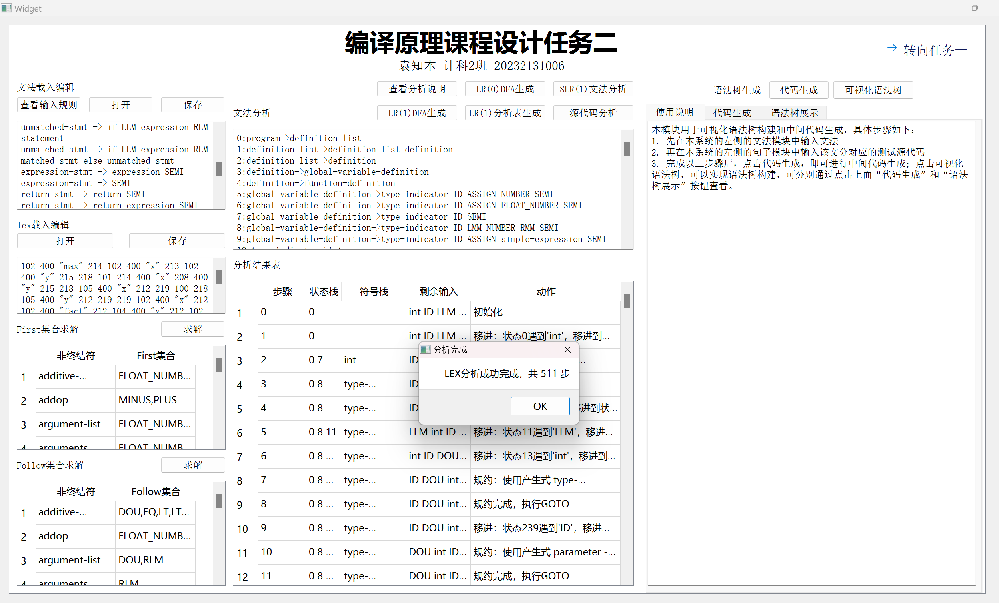 Widget
编译原理课程设计任务二
袁知本 计科2班 20232131006
转向任务一
文法载入编辑
查看输入规则 打开 保存
unmatched-stmt -> if LLM expression RLM
statement
unmatched-stmt -> if LLM expression RLM
matched-stmt else unmatched-stmt
expression-stmt -> expression SEMI
expression-stmt -> SEMI
return-stmt -> return SEMI
return-stmt -> return expression SEMI
lex载入编辑
打开 保存
102 400 "max" 214 102 400 "x" 213 102
400 "y" 215 218 101 214 400 "x" 208 400
"y" 215 218 105 400 "x" 212 219 100 218
105 400 "y" 212 219 219 102 400 "x" 212
102 400 "fact" 212 104 400 "y" 212 102
First集合求解 求解
非终结符 First集合
1 additive-... FLOAT_NUMB...
2 addop MINUS,PLUS
3 argument-list FLOAT_NUMB...
4 arguments FLOAT_NUMB
Follow集合求解 求解
非终结符 Follow集合
1 additive-... DOU,EQ,LT,LT...
2 addop FLOAT_NUMB...
3 argument-list DOU,RLM
4 arguments RLM
文法分析
查看分析说明 LR(0)DFA生成 SLR(1)文法分析
LR(1)DFA生成 LR(1)分析表生成 源代码分析
0:program->definition-list
1:definition-list->definition-list definition
2:definition-list->definition
3:definition->global-variable-definition
4:definition->function-definition
5:global-variable-definition->type-indicator ID ASSIGN NUMBER SEMI
6:global-variable-definition->type-indicator ID ASSIGN FLOAT_NUMBER SEMI
7:global-variable-definition->type-indicator ID SEMI
8:global-variable-definition->type-indicator ID LMM NUMBER RMM SEMI
9:global-variable-definition->type-indicator ID ASSIGN simple-expression SEMI
分析结果表
步骤 状态栈 符号栈 剩余输入 动作
1 0 0 int ID LLM ... 初始化
2 1 0 int ID LLM ... 移进：状态0遇到'int'，移进到...
3 2 0 7 int ID ...
4 3 0 8 type-... ID
5 4 0 8 type-... ID 进到状...
6 5 0 8 11 type-... LLM int ID ... 移进：状态11遇到'LLM'，移进...
7 6 0 8 ... type-... int ID DOU... 移进：状态13遇到'int'，移进到...
8 7 0 8 ... type-... ID DOU int... 规约：使用产生式 type-...
9 8 0 8 ... type-... ID DOU int... 规约完成，执行GOTO
10 9 0 8 ... type-... ID DOU int... 移进：状态239遇到'ID'，移进...
11 10 0 8 ... type-... DOU int ID... 规约：使用产生式 parameter -...
12 11 0 8 ... type-... DOU int ID... 规约完成，执行GOTO
分析完成
LEX分析成功完成，共 511 步
OK
语法树生成 代码生成 可视化语法树
使用说明 代码生成 语法树展示
本模块用于可视化语法树构建和中间代码生成，具体步骤如下：
1. 先在本系统的左侧的文法模块中输入文法
2. 再在本系统的左侧的句子模块中输入该文分对应的测试源代码
3. 完成以上步骤后，点击代码生成，即可进行中间代码生成；点击可视化
语法树，可以实现语法树构建，可分别通过点击上面“代码生成”和“语法
树展示”按钮查看。